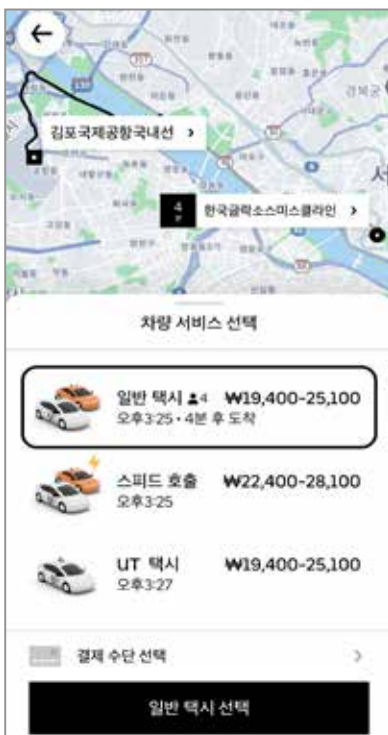 김포국제공항국내선 >
4
분
한국글락소스미스클라인 >
차량 서비스 선택
일반 택시 4 ₩19,400-25,100
오후3:25 • 4분 후 도착
스피드 호출 ₩22,400-28,100
오후3:25
UT 택시 ₩19,400-25,100
오후3:27
결제 수단 선택 >
일반 택시 선택